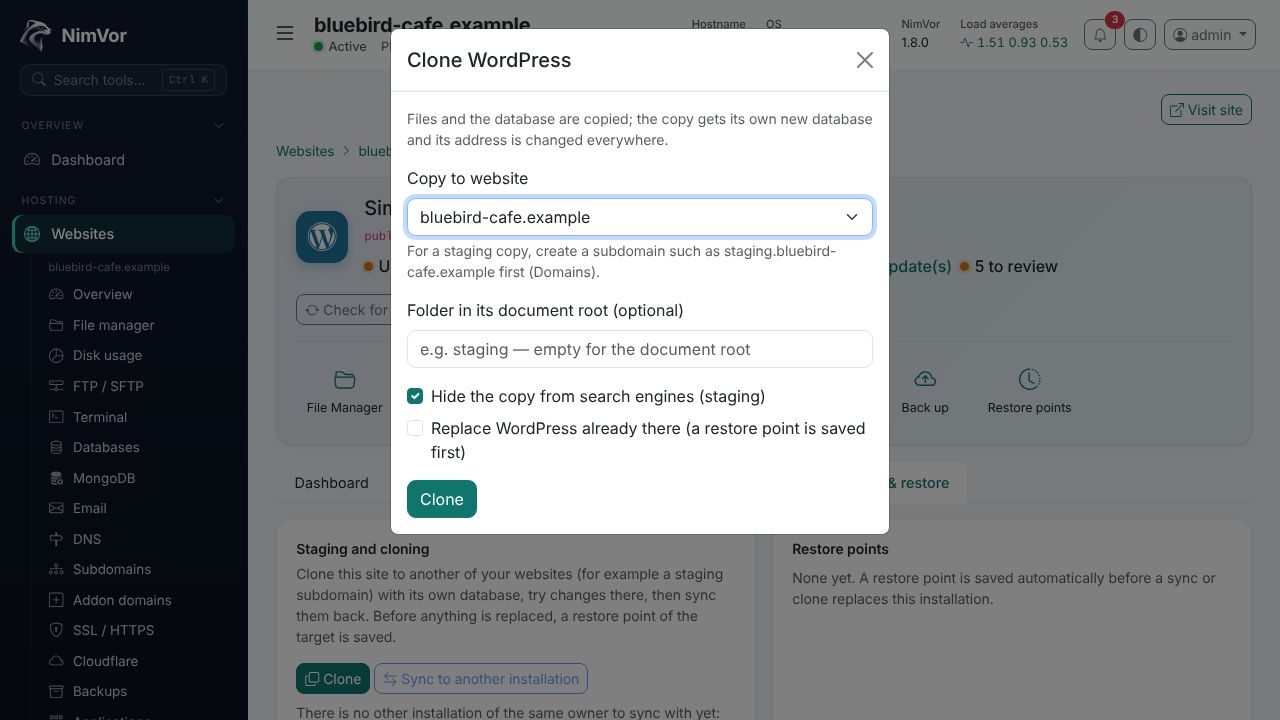 NimVor
Search tools... Ctrl K
OVERVIEW
Dashboard
HOSTING
Websites
bluebird-cafe.example
Overview
File manager
Disk usage
FTP / SFTP
Terminal
Databases
MongoDB
Email
DNS
Subdomains
Addon domains
SSL / HTTPS
Cloudflare
Backups
bluebird-cafe.example
Active
Hostname
OS
NimVor
1.8.0
Load averages
1.51 0.93 0.53
3
admin
Visit site
Websites
Clone WordPress
Files and the database are copied; the copy gets its own new database
and its address is changed everywhere.
Copy to website
bluebird-cafe.example
For a staging copy, create a subdomain such as staging.bluebird-
cafe.example first (Domains).
Folder in its document root (optional)
e.g. staging — empty for the document root
Hide the copy from search engines (staging)
Replace WordPress already there (a restore point is saved
first)
Clone
5 to review
Check for
File Manager
Back up
Restore points
Dashboard
& restore
Staging and cloning
Clone this site to another of your websites (for example a staging
subdomain) with its own database, try changes there, then sync
them back. Before anything is replaced, a restore point of the
target is saved.
Clone
Sync to another installation
There is no other installation of the same owner to sync with yet:
Restore points
None yet. A restore point is saved automatically before a sync or
clone replaces this installation.